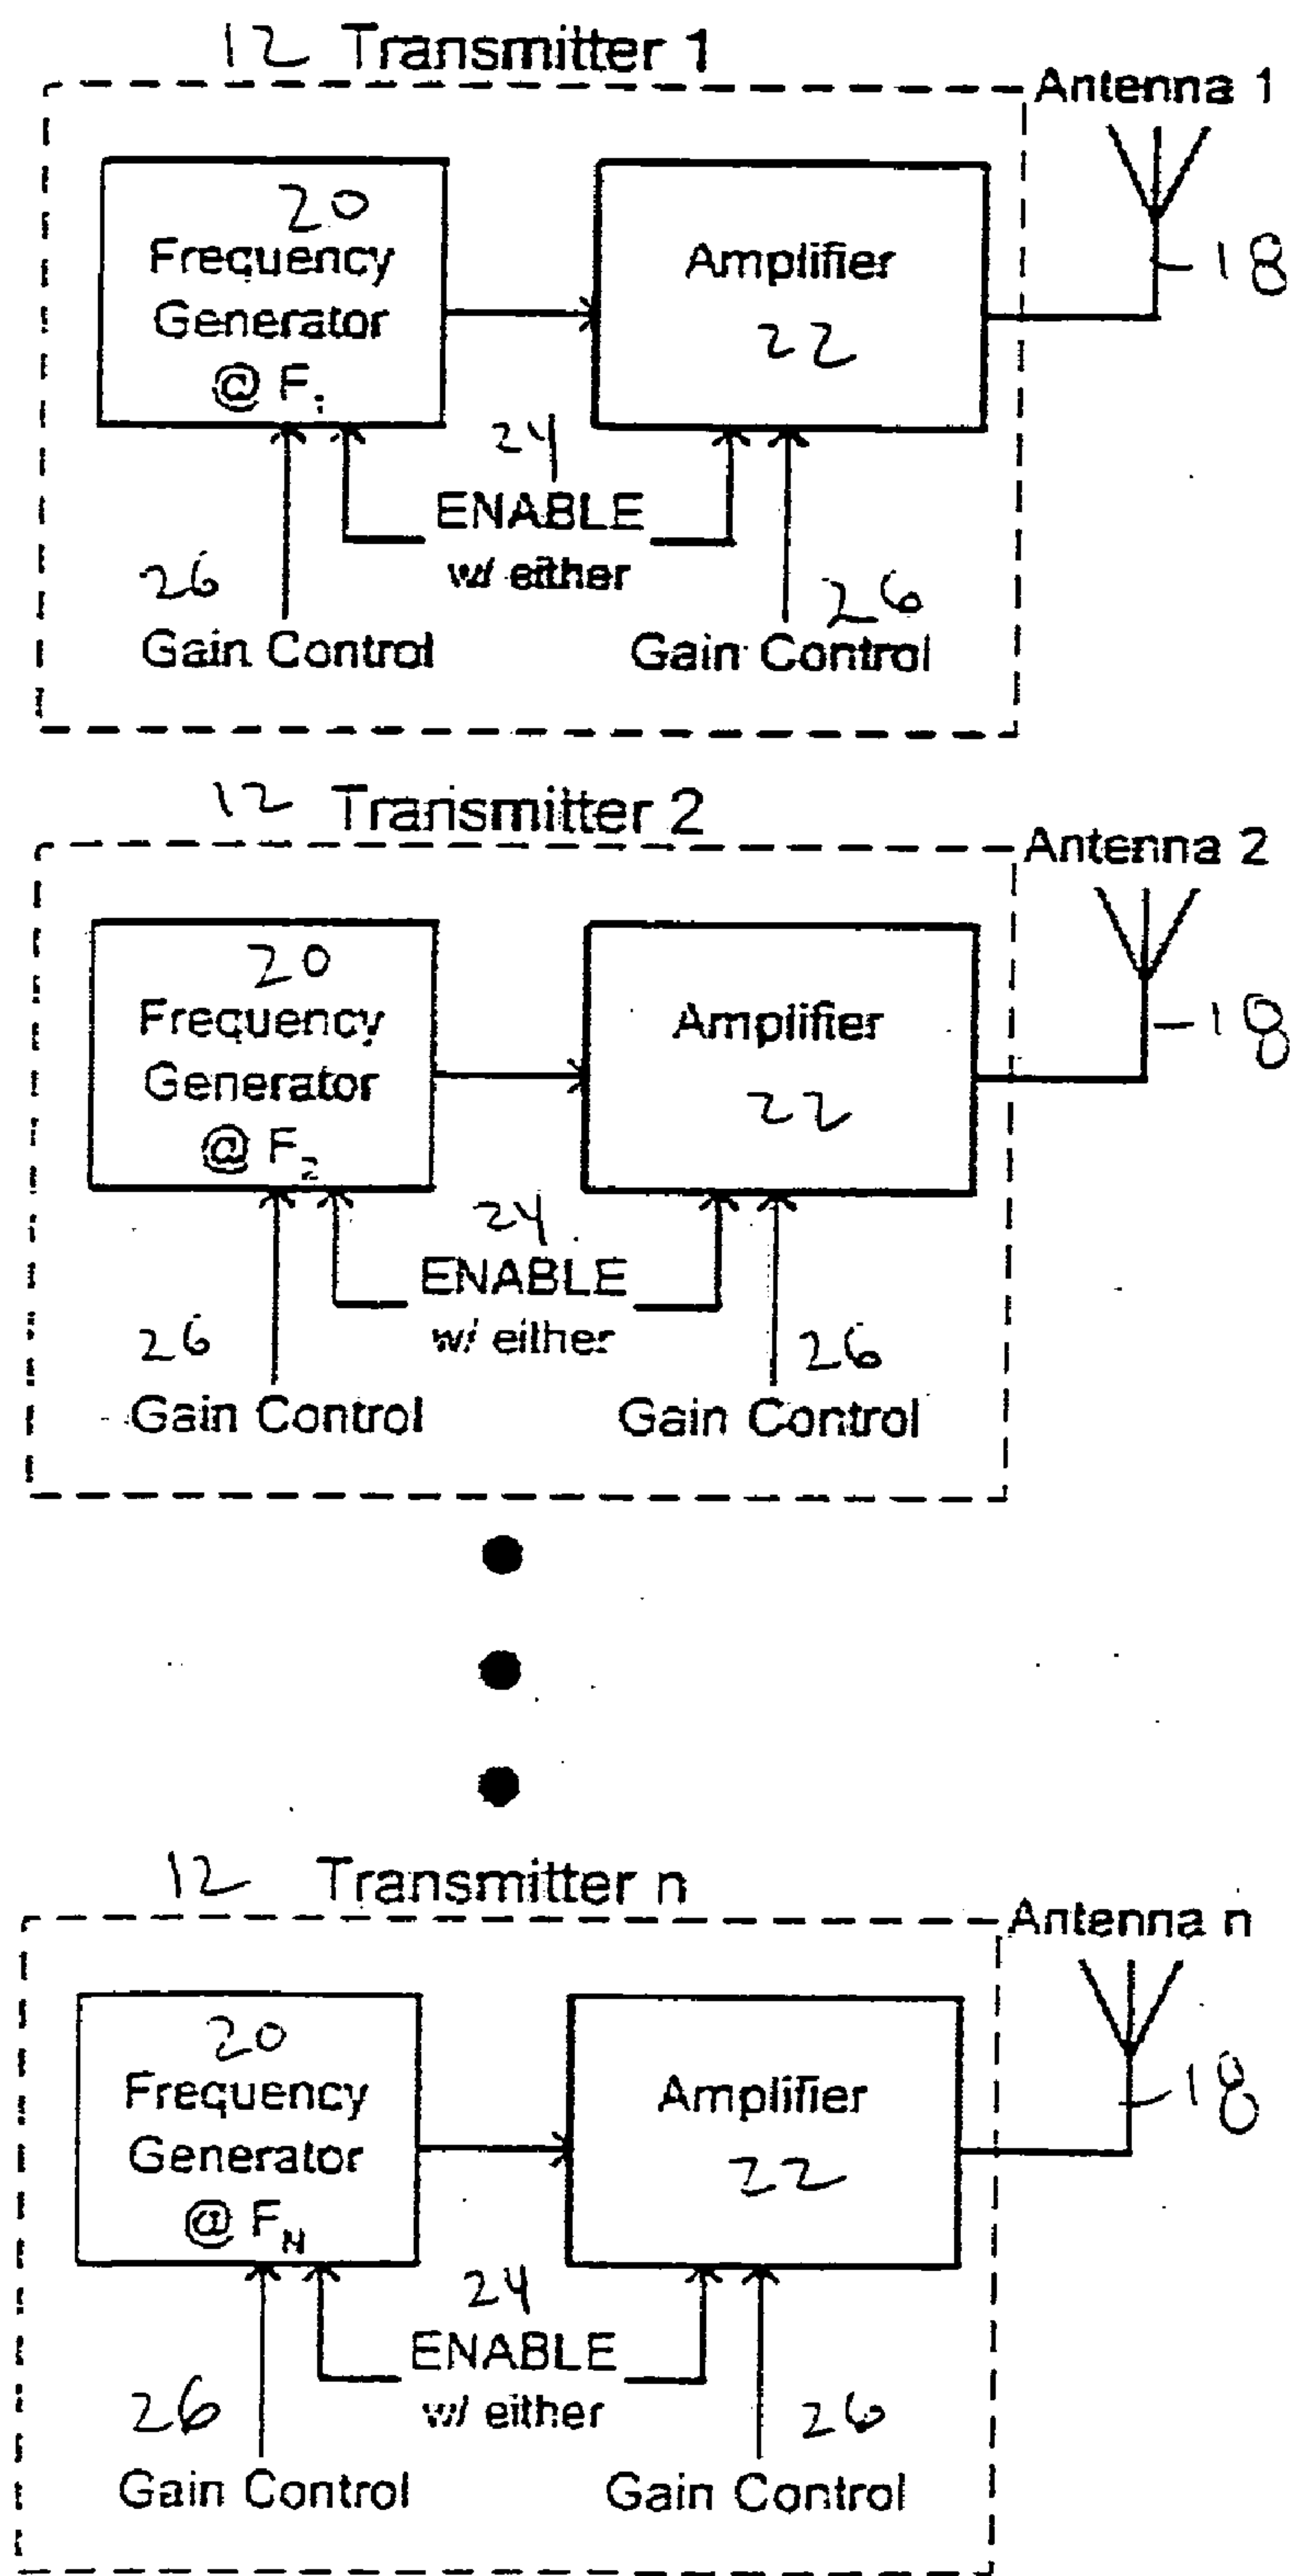 12 Transmitter 1
Antenna 1
20
Frequency
Generator
@ F₁
Amplifier
22
18
24
ENABLE
w/ either
26
Gain Control
26
Gain Control
12 Transmitter 2
Antenna 2
20
Frequency
Generator
@ F₂
Amplifier
22
18
24
ENABLE
w/ either
26
Gain Control
26
Gain Control
12 Transmitter n
Antenna n
20
Frequency
Generator
@ F_N
Amplifier
22
18
24
ENABLE
w/ either
26
Gain Control
26
Gain Control